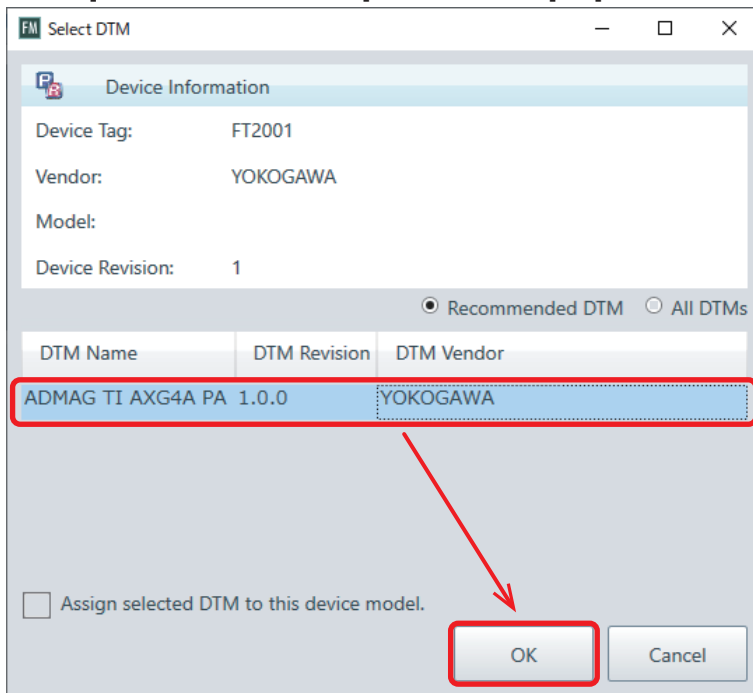 FM Select DTM
Device Information
Device Tag: FT2001
Vendor: YOKOGAWA
Model:
Device Revision: 1
Recommended DTM All DTMs
DTM Name DTM Revision DTM Vendor
ADMAG TI AXG4A PA 1.0.0 YOKOGAWA
Assign selected DTM to this device model.
OK Cancel